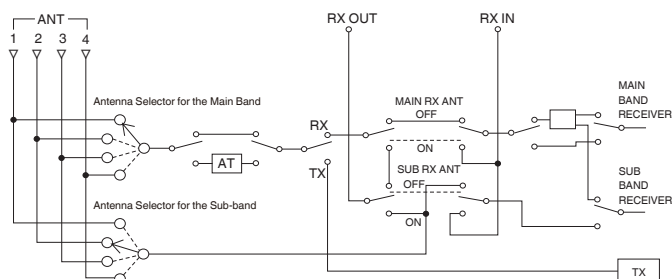 ANT
1 2 3 4
RX OUT
RX IN
Antenna Selector for the Main Band
RX
MAIN RX ANT
OFF
MAIN
BAND
RECEIVER
AT
ON
TX
SUB RX ANT
OFF
SUB
BAND
RECEIVER
Antenna Selector for the Sub-band
ON
TX